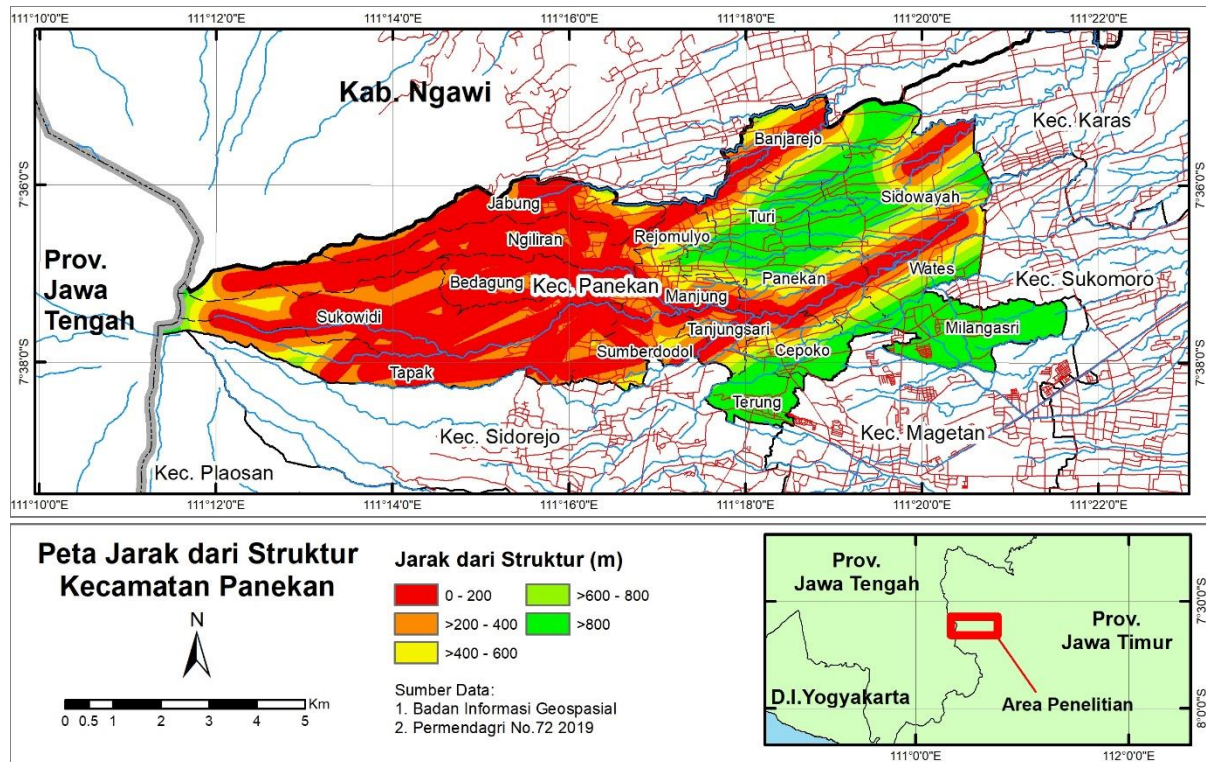 111°10'0"E 111°12'0"E 111°14'0"E 111°16'0"E 111°18'0"E 111°20'0"E 111°22'0"E
Kab. Ngawi
Kec. Karas
Banjarejo
7°36'0"S
7°36'0"S
Jabung
Sidowayah
Turi
Ngiliran
Rejomulyo
Prov.
Jawa
Tengah
Bedagung
Kec. Panekan
Panekan
Wates
Kec. Sukomoro
Manjung
Sukowidi
Tanjungsari
Milangasri
Sumberdodol
Cepoko
7°38'0"S
7°38'0"S
Tapak
Terung
Kec. Sidorejo
Kec. Magetan
Kec. Plaosan
111°10'0"E 111°12'0"E 111°14'0"E 111°16'0"E 111°18'0"E 111°20'0"E 111°22'0"E
Peta Jarak dari Struktur
Kecamatan Panekan
N
Km
0 0.5 1 2 3 4 5
Jarak dari Struktur (m)
0 - 200
>200 - 400
>400 - 600
>600 - 800
>800
Sumber Data:
1. Badan Informasi Geospasial
2. Permendagri No.72 2019
Prov.
Jawa Tengah
Prov.
Jawa Timur
D.I.Yogyakarta
Area Penelitian
7°30'0"S
8°0'0"S
111°0'0"E 112°0'0"E